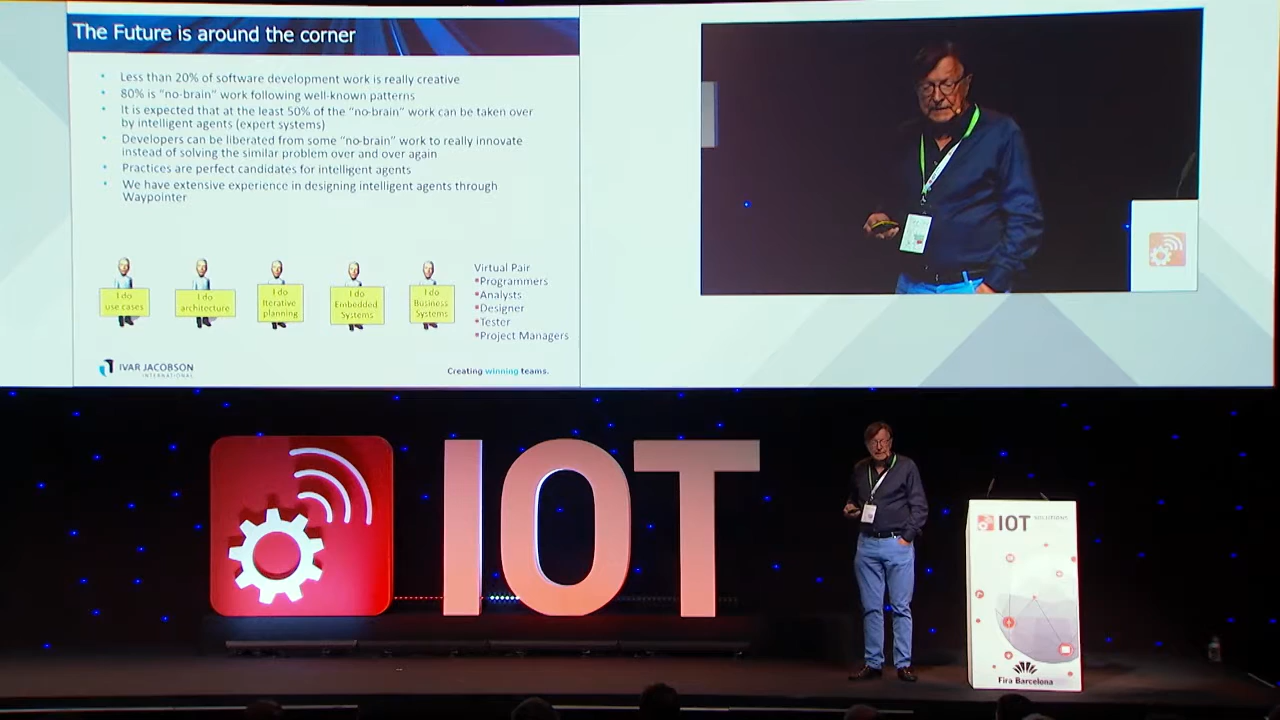 The Future is around the corner
Less than 20% of software development work is really creative
80% is "no-brain" work following well-known patterns
It is expected that at the least 50% of the "no-brain" work can be taken over
by intelligent agents (expert systems)
Developers can be liberated from some "no-brain" work to really innovate
instead of solving the similar problem over and over again
Practices are perfect candidates for intelligent agents
We have extensive experience in designing intelligent agents through
Waypointer
I do
use cases
I do
architecture
I do
Iterative
planning
I do
Embedded
Systems
I do
Business
Systems
Virtual Pair
Programmers
Analysts
Designer
Tester
Project Managers
IVAR JACOBSON
INTERNATIONAL
Creating winning teams.
IOT
IOT SOLUTIONS
Fira Barcelona